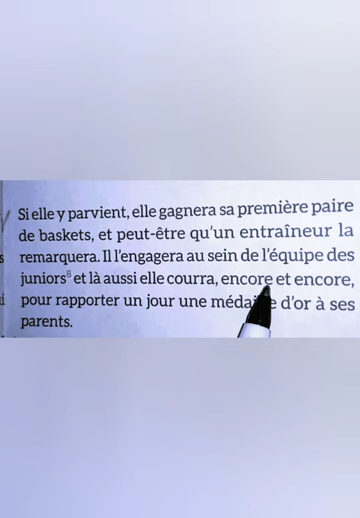 Si elle y parvient, elle gagnera sa première paire
de baskets, et peut-être qu'un entraîneur la
remarquera. Il l'engagera au sein de l'équipe des
juniors⁸ et là aussi elle courra, encore et encore,
pour rapporter un jour une médaille d'or à ses
parents.